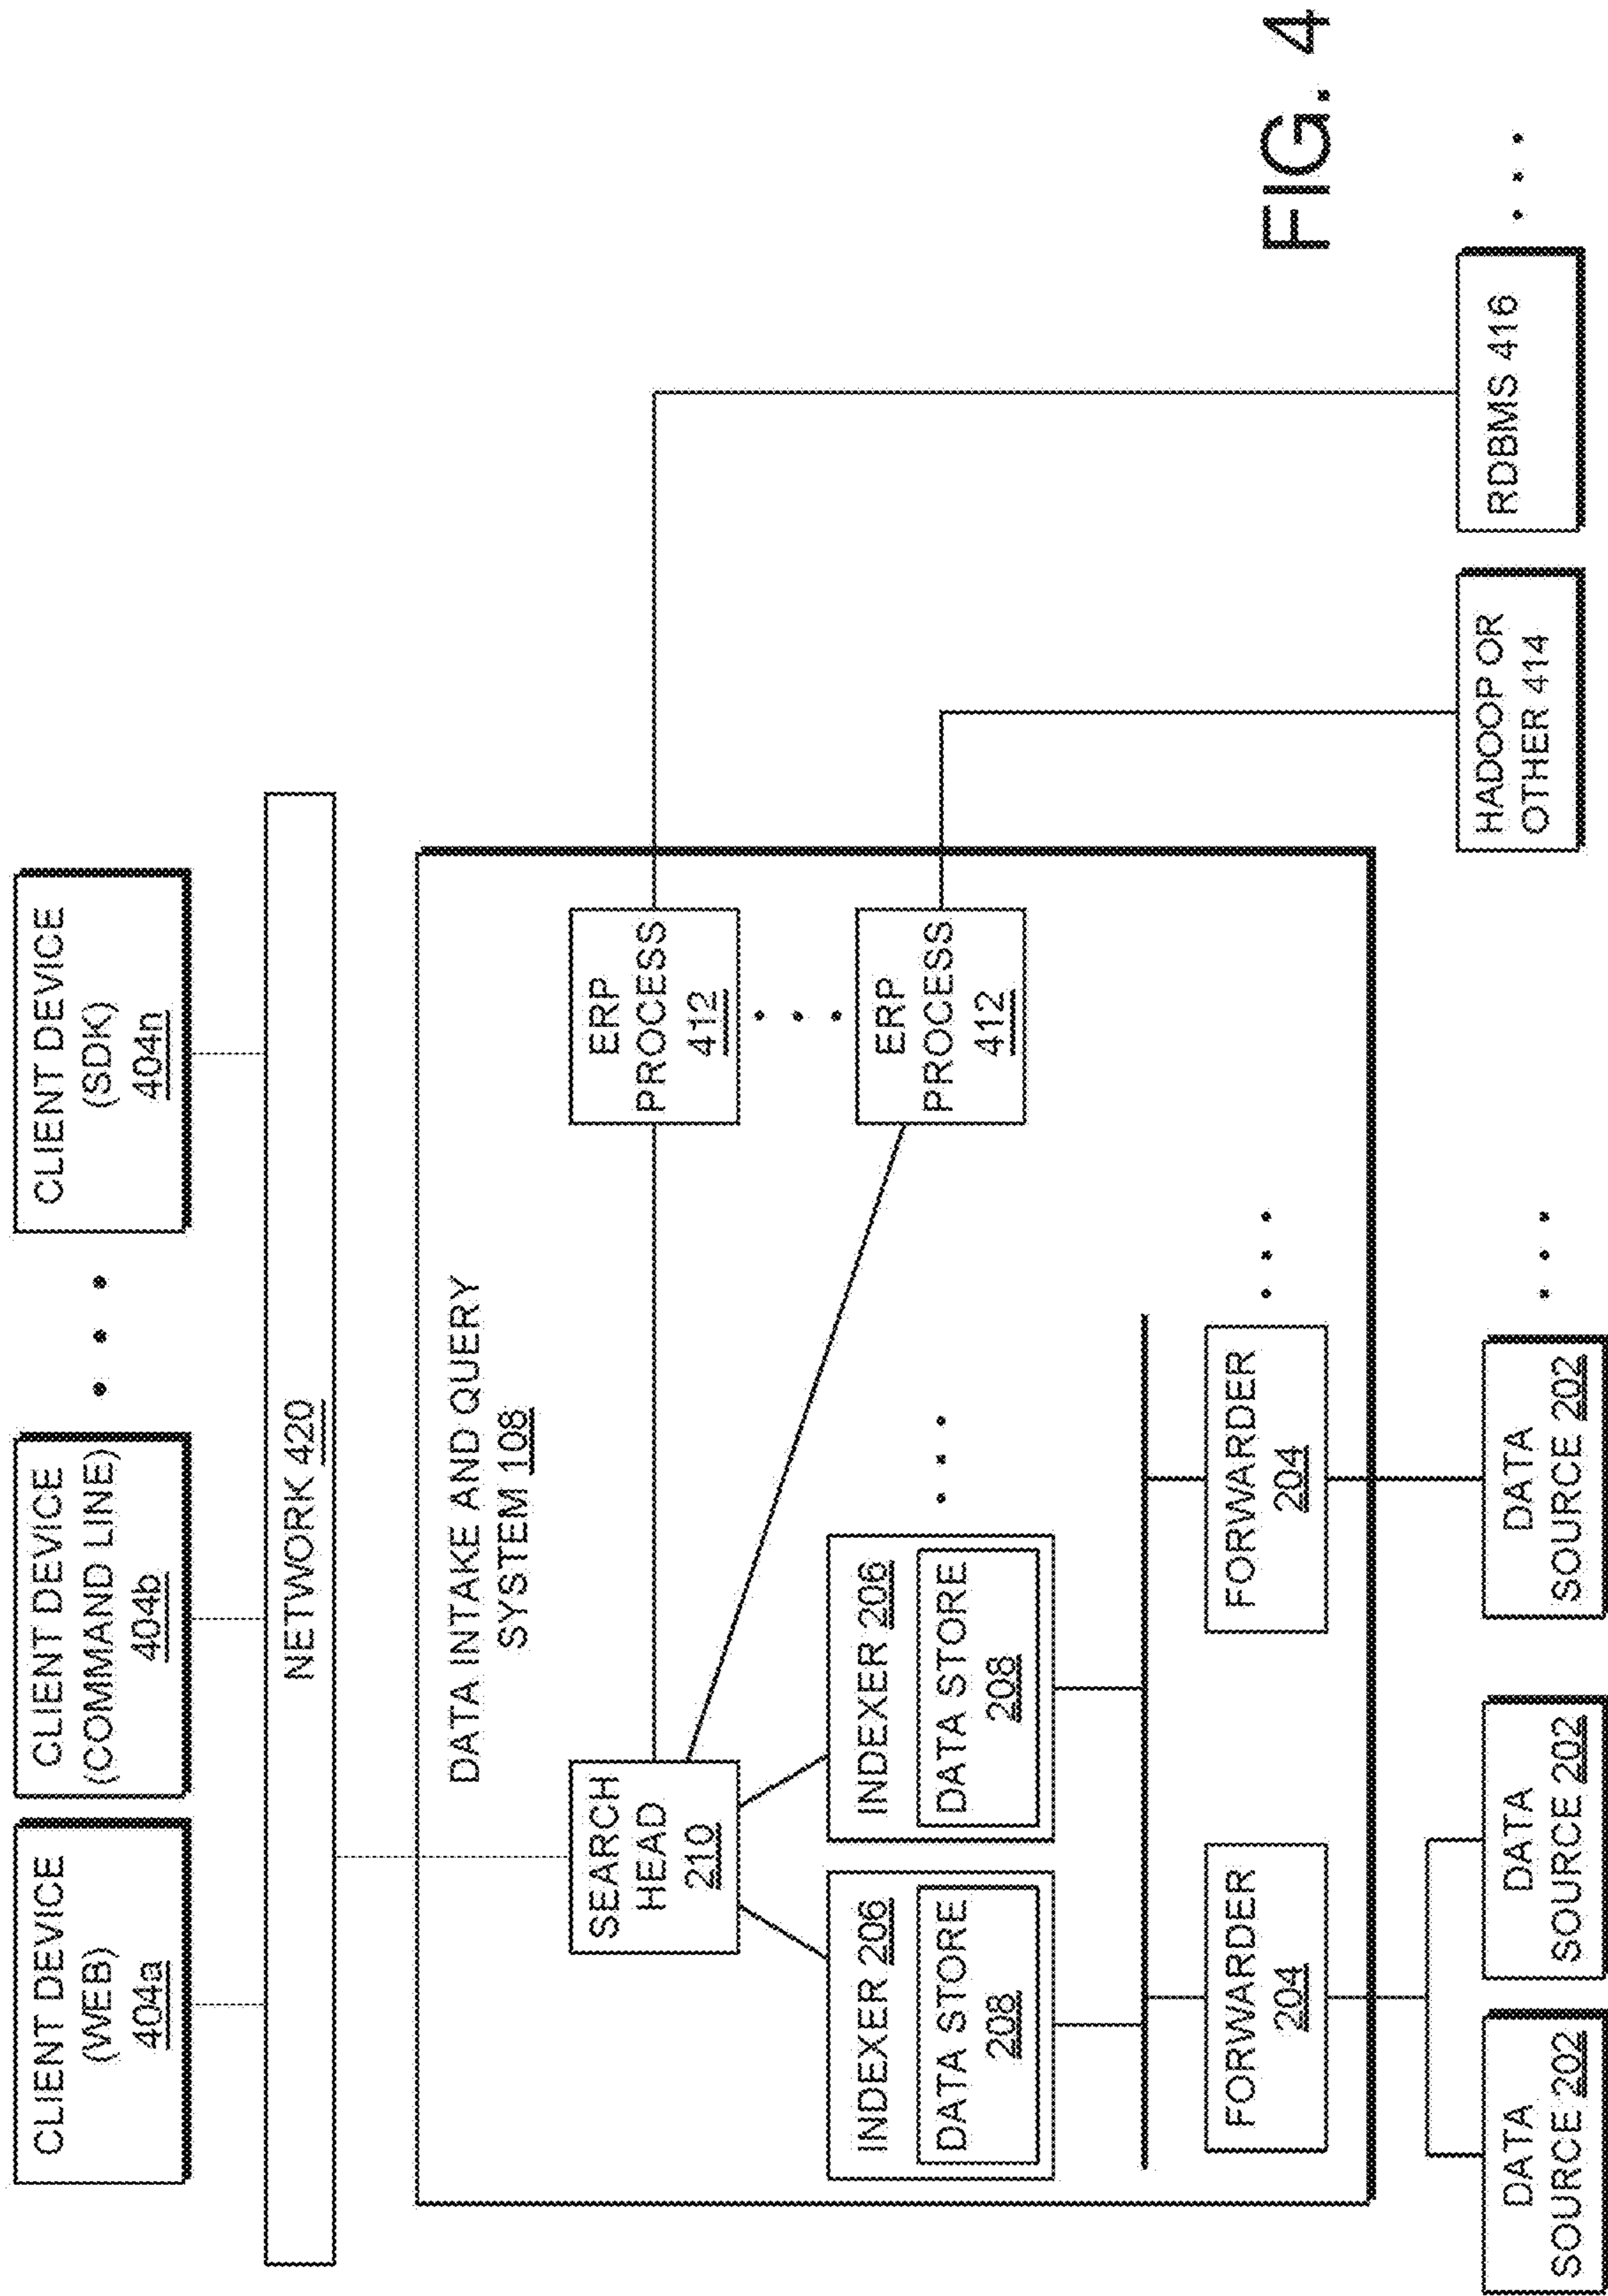 CLIENT DEVICE
(WEB)
404a
CLIENT DEVICE
(COMMAND LINE)
404b
CLIENT DEVICE
(SDK)
404n
NETWORK 420
DATA INTAKE AND QUERY
SYSTEM 108
SEARCH
HEAD
210
ERP
PROCESS
412
ERP
PROCESS
412
INDEXER 206
DATA STORE
208
INDEXER 206
DATA STORE
208
FORWARDER
204
FORWARDER
204
DATA
SOURCE 202
DATA
SOURCE 202
DATA
SOURCE 202
HADOOP OR
OTHER 414
RDBMS 416
FIG. 4